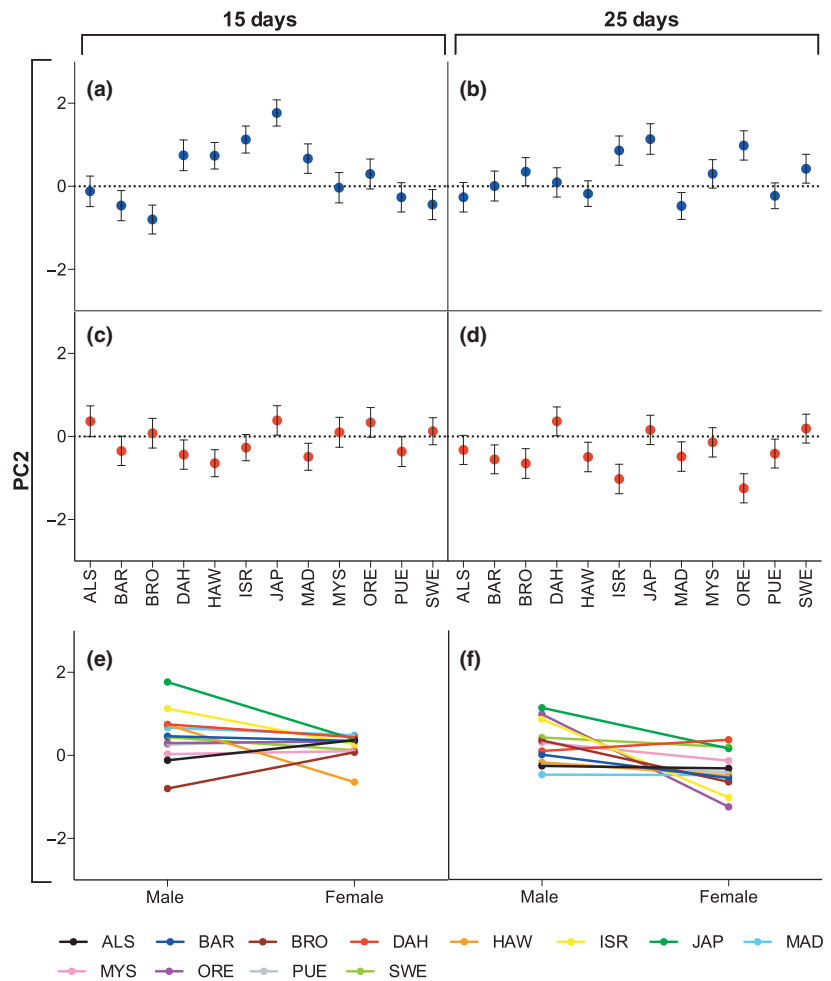 15 days 25 days
(a) (b)
2
0
−2
(c) (d)
2
0
−2
PC2
ALS BAR BRO DAH HAW ISR JAP MAD MYS ORE PUE SWE ALS BAR BRO DAH HAW ISR JAP MAD MYS ORE PUE SWE
(e) (f)
2
0
−2
Male Female Male Female
ALS BAR BRO DAH HAW ISR JAP MAD
MYS ORE PUE SWE